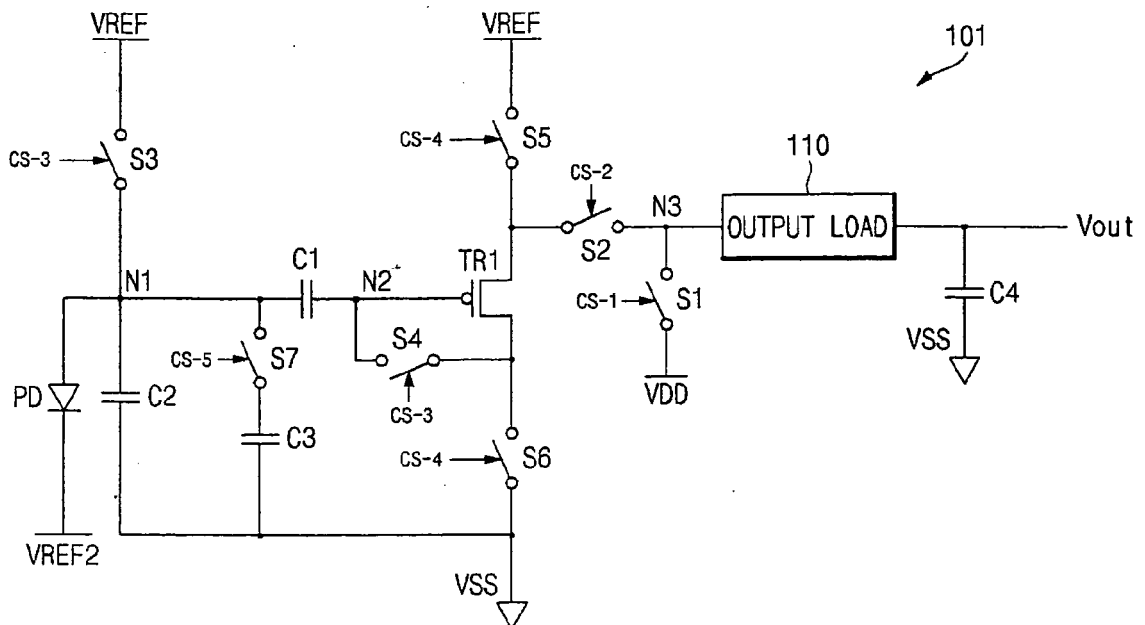 VREF
VREF
101
CS-3
S3
CS-4
S5
CS-2
110
N3
OUTPUT LOAD
Vout
S2
C1
N2
TR1
N1
CS-1
S1
C4
S4
VSS
CS-5
S7
VDD
PD
C2
CS-3
C3
CS-4
S6
VREF2
VSS